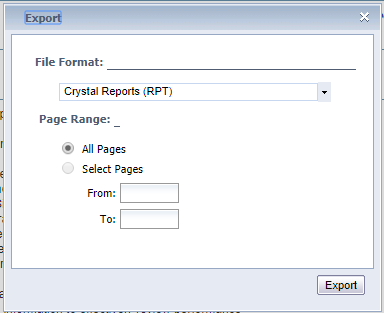 Export
File Format:
Crystal Reports (RPT)
Page Range:
All Pages
Select Pages
From:
To:
Export